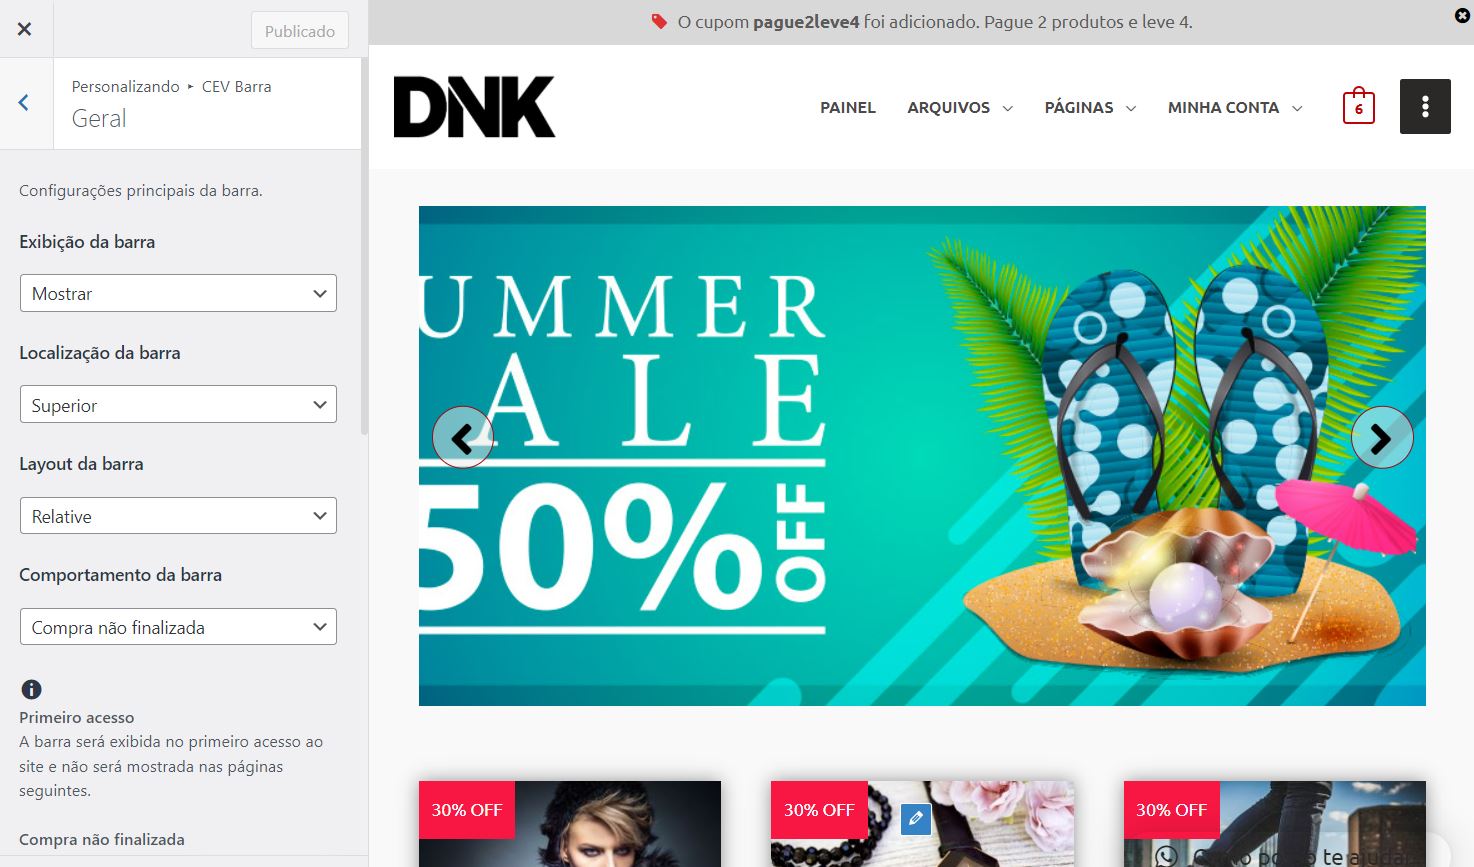 Publicado
Personalizando ▸ CEV Barra
Geral
Configurações principais da barra.
Exibição da barra
Mostrar
Localização da barra
Superior
Layout da barra
Relative
Comportamento da barra
Compra não finalizada
Primeiro acesso
A barra será exibida no primeiro acesso ao
site e não será mostrada nas páginas
seguintes.
Compra não finalizada
O cupom pague2leve4 foi adicionado. Pague 2 produtos e leve 4.
DNK
PAINEL ARQUIVOS PÁGINAS MINHA CONTA 6
UMMER
ALE
50% OFF
30% OFF
30% OFF
30% OFF
te ajudar